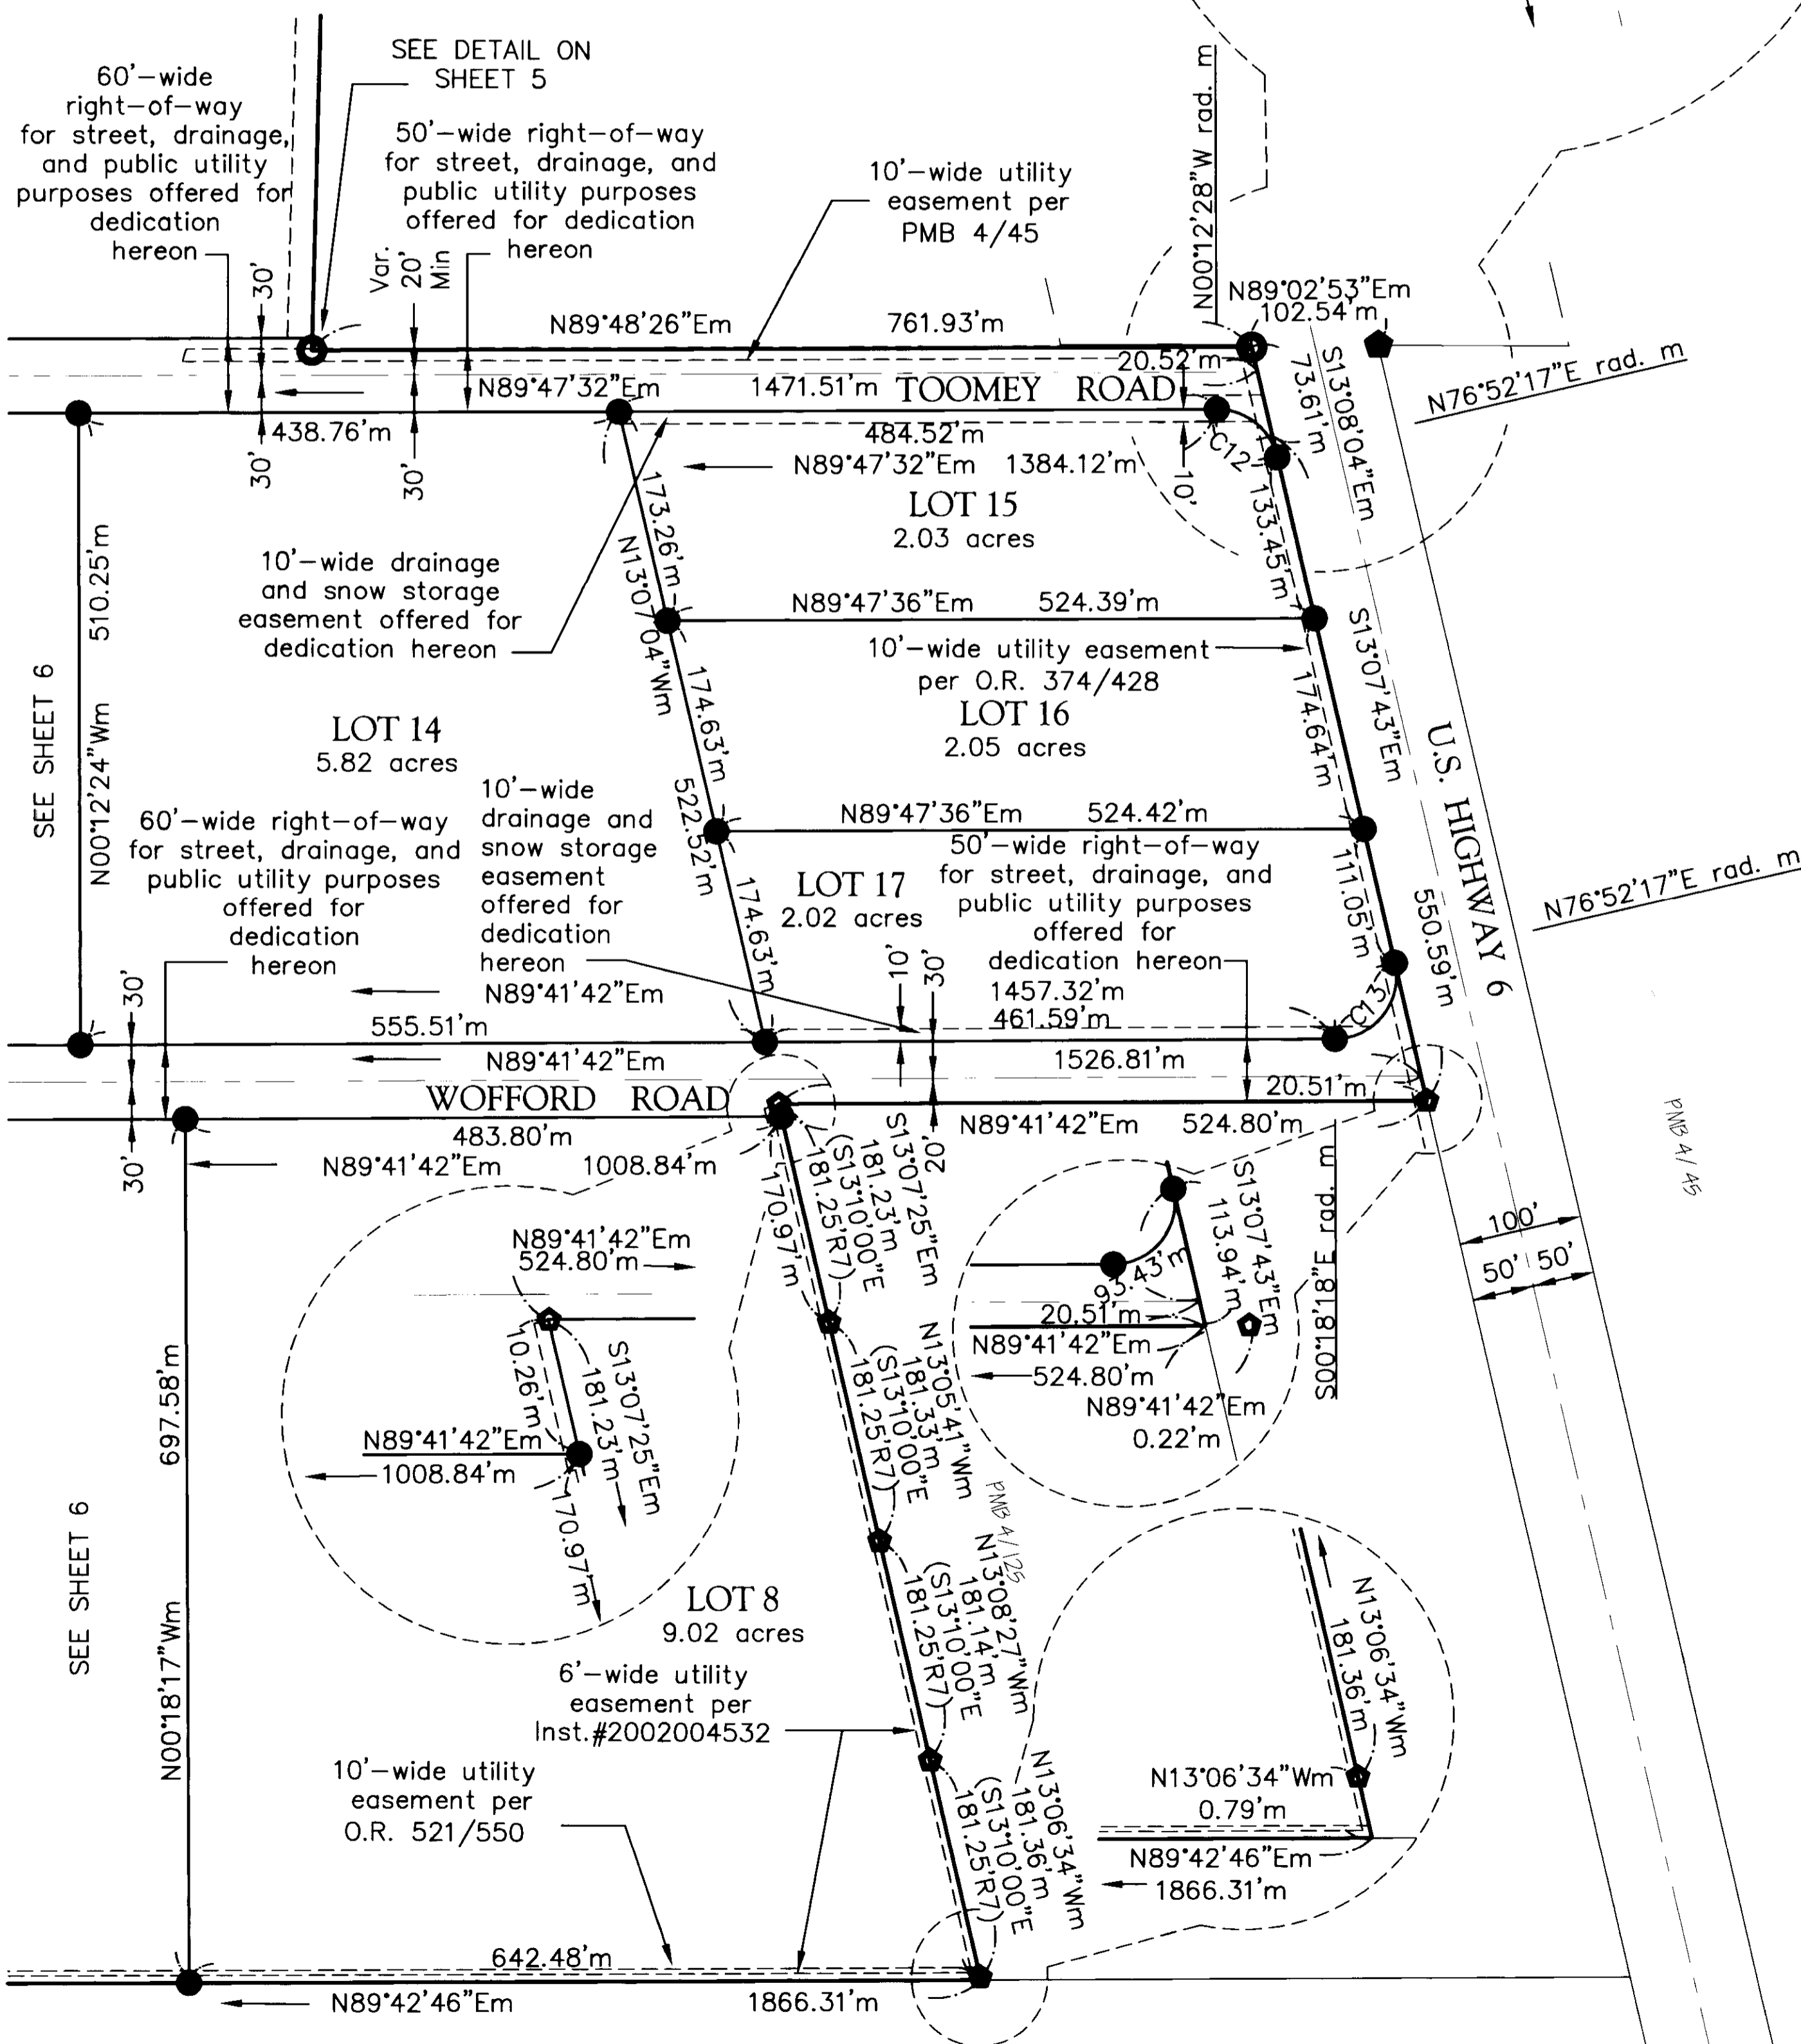 SEE DETAIL ON
SHEET 5
60'-wide
right-of-way
for street, drainage,
and public utility
purposes offered for
dedication
hereon
50'-wide right-of-way
for street, drainage, and
public utility purposes
offered for dedication
hereon
10'-wide utility
easement per
PMB 4/45
N00°12'28"W rad. m
30'
Var.
20'
Min
N89°48'26"Em 761.93'm
N89°02'53"Em
102.54'm
20.52'm
N89°47'32"Em 1471.51'm TOOMEY ROAD
73.61'm
S13°08'04"Em
N76°52'17"E rad. m
438.76'm
484.52'm
N89°47'32"Em 1384.12'm
C12
10'
30'
30'
LOT 15
2.03 acres
173.26'm
N13°07'04"Wm
133.45'm
510.25'm
10'-wide drainage
and snow storage
easement offered for
dedication hereon
N89°47'36"Em 524.39'm
10'-wide utility easement
per O.R. 374/428
LOT 16
2.05 acres
174.63'm
174.64'm
S13°07'43"Em
SEE SHEET 6
N00°12'24"Wm
LOT 14
5.82 acres
522.52'm
U.S. HIGHWAY 6
N89°47'36"Em 524.42'm
60'-wide right-of-way
for street, drainage, and
public utility purposes
offered for
dedication
hereon
10'-wide
drainage and
snow storage
easement
offered for
dedication
hereon
LOT 17
2.02 acres
174.63'm
50'-wide right-of-way
for street, drainage, and
public utility purposes
offered for
dedication hereon
111.05'm
550.59'm
N76°52'17"E rad. m
30'
N89°41'42"Em
10'
30'
1457.32'm
461.59'm
C13
555.51'm
N89°41'42"Em
1526.81'm
WOFFORD ROAD
20.51'm
483.80'm
N89°41'42"Em 524.80'm
30'
N89°41'42"Em 1008.84'm
20'
PMB 4/45
S13°07'25"Em
181.23'm
(S13°10'00"E
181.25'R7)
170.97'm
N89°41'42"Em
524.80'm
10.26'm
S13°07'25"Em
181.23'm
N89°41'42"Em
1008.84'm
170.97'm
93.43'm
S13°07'43"Em
113.94'm
20.51'm
N89°41'42"Em
524.80'm
N89°41'42"Em
0.22'm
S00°18'18"E rad. m
100'
50' 50'
697.58'm
N13°05'41"Wm
181.33'm
(S13°10'00"E
181.25'R7)
PMB 4/125
SEE SHEET 6
N00°18'17"Wm
LOT 8
9.02 acres
N13°08'27"Wm
181.14'm
(S13°10'00"E
181.25'R7)
6'-wide utility
easement per
Inst.#2002004532
N13°06'34"Wm
181.36'm
N13°06'34"Wm
0.79'm
N89°42'46"Em
1866.31'm
10'-wide utility
easement per
O.R. 521/550
N13°06'34"Wm
181.36'm
(S13°10'00"E
181.25'R7)
642.48'm
N89°42'46"Em 1866.31'm